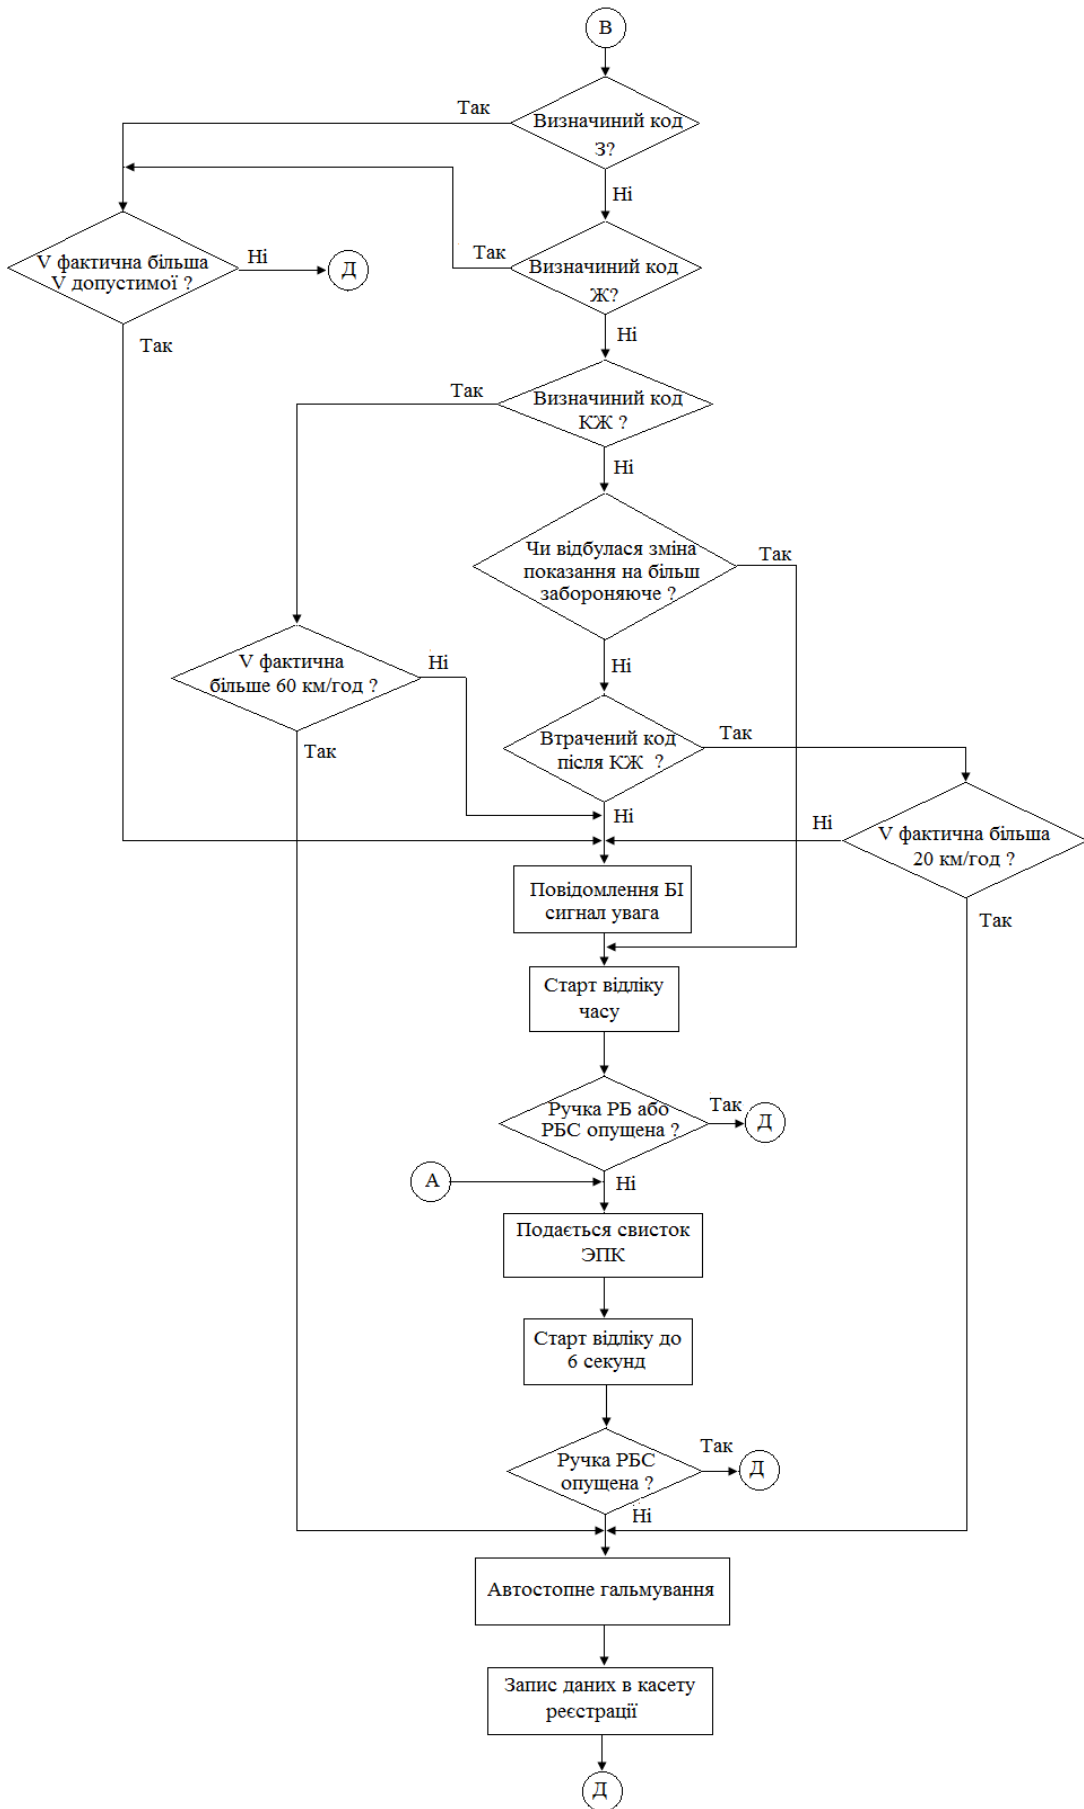 В
Так
Визначиний код
З?
Ні
V фактична більша
V допустимої ?
Ні
Д
Так
Так
Визначиний код
Ж?
Ні
Так
Визначиний код
КЖ ?
Ні
Чи відбулася зміна
показання на більш
забороняюче ?
Так
Ні
V фактична
більше 60 км/год ?
Ні
Так
Втрачений код
після КЖ ?
Так
Ні
V фактична більша
20 км/год ?
Ні
Так
Повідомлення БІ
сигнал увага
Старт відліку
часу
Ручка РБ або
РБС опущена ?
Так
Д
А
Ні
Подається свисток
ЭПК
Старт відліку до
6 секунд
Ручка РБС
опущена ?
Так
Д
Ні
Автостопне гальмування
Запис даних в касету
реєстрації
Д